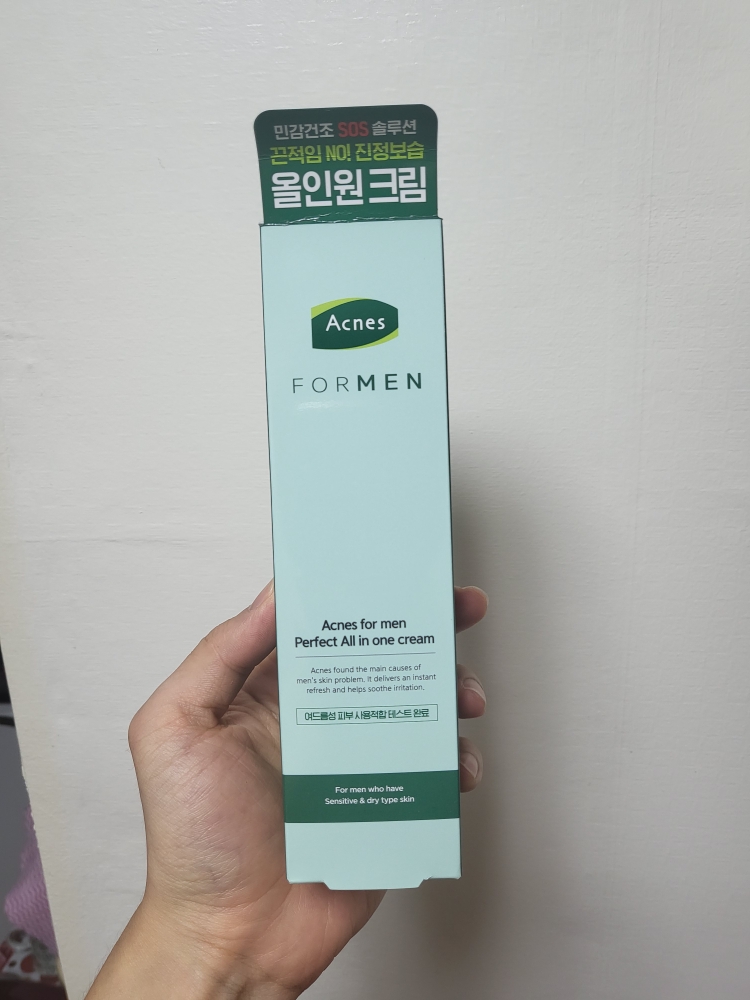 민감건조 SOS 솔루션
끈적임 NO! 진정보습
올인원 크림
Acnes
FORMEN
Acnes for men
Perfect All in one cream
Acnes found the main causes of
men's skin problem. It delivers an instant
refresh and helps soothe irritation.
여드름성 피부 사용적합 테스트 완료
For men who have
Sensitive & dry type skin